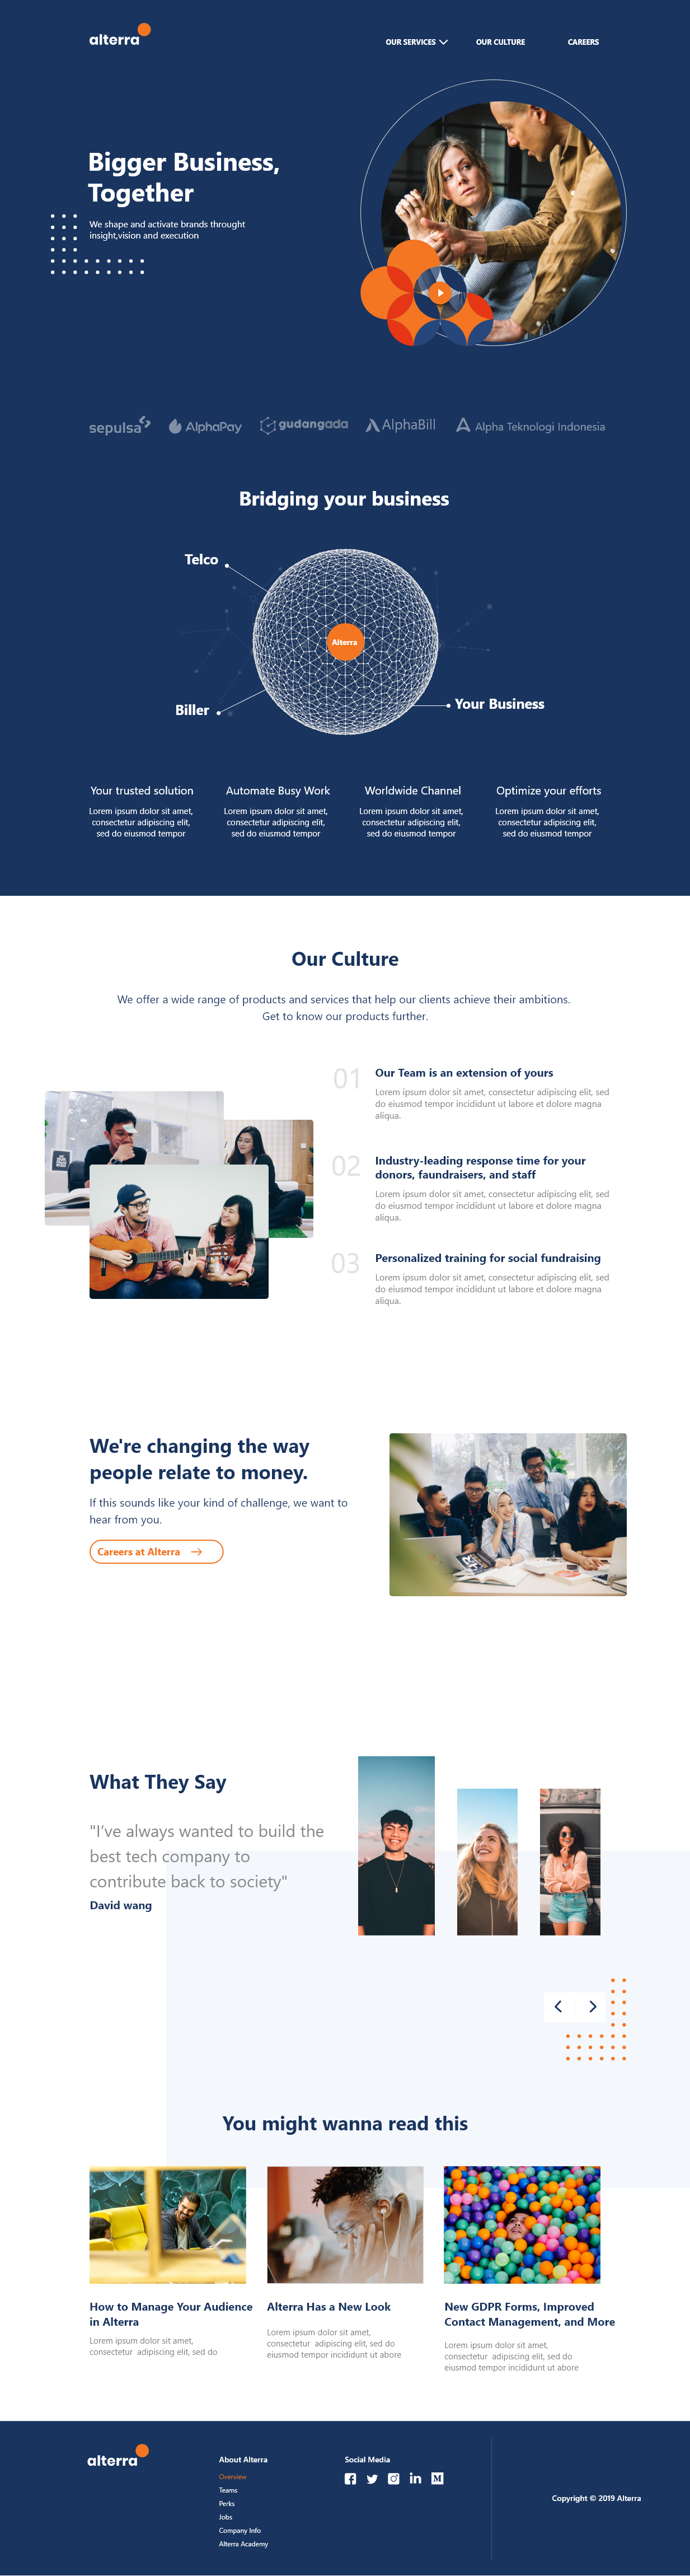 alterra
OUR SERVICES
OUR CULTURE
CAREERS
Bigger Business,
Together
We shape and activate brands throught
insight,vision and execution
sepulsa
AlphaPay
gudangada
AlphaBill
Alpha Teknologi Indonesia
Bridging your business
Telco
Alterra
Biller
Your Business
Your trusted solution
Lorem ipsum dolor sit amet,
consectetur adipiscing elit,
sed do eiusmod tempor
Automate Busy Work
Lorem ipsum dolor sit amet,
consectetur adipiscing elit,
sed do eiusmod tempor
Worldwide Channel
Lorem ipsum dolor sit amet,
consectetur adipiscing elit,
sed do eiusmod tempor
Optimize your efforts
Lorem ipsum dolor sit amet,
consectetur adipiscing elit,
sed do eiusmod tempor
Our Culture
We offer a wide range of products and services that help our clients achieve their ambitions.
Get to know our products further.
01
Our Team is an extension of yours
Lorem ipsum dolor sit amet, consectetur adipiscing elit, sed
do eiusmod tempor incididunt ut labore et dolore magna
aliqua.
02
Industry-leading response time for your
donors, faundraisers, and staff
Lorem ipsum dolor sit amet, consectetur adipiscing elit, sed
do eiusmod tempor incididunt ut labore et dolore magna
aliqua.
03
Personalized training for social fundraising
Lorem ipsum dolor sit amet, consectetur adipiscing elit, sed
do eiusmod tempor incididunt ut labore et dolore magna
aliqua.
We're changing the way
people relate to money.
If this sounds like your kind of challenge, we want to
hear from you.
Careers at Alterra
What They Say
"I've always wanted to build the
best tech company to
contribute back to society"
David wang
You might wanna read this
How to Manage Your Audience
in Alterra
Lorem ipsum dolor sit amet,
consectetur adipiscing elit, sed do
Alterra Has a New Look
Lorem ipsum dolor sit amet,
consectetur adipiscing elit, sed do
eiusmod tempor incididunt ut abore
New GDPR Forms, Improved
Contact Management, and More
Lorem ipsum dolor sit amet,
consectetur adipiscing elit, sed do
eiusmod tempor incididunt ut abore
alterra
About Alterra
Overview
Teams
Perks
Jobs
Company Info
Alterra Academy
Social Media
Copyright © 2019 Alterra